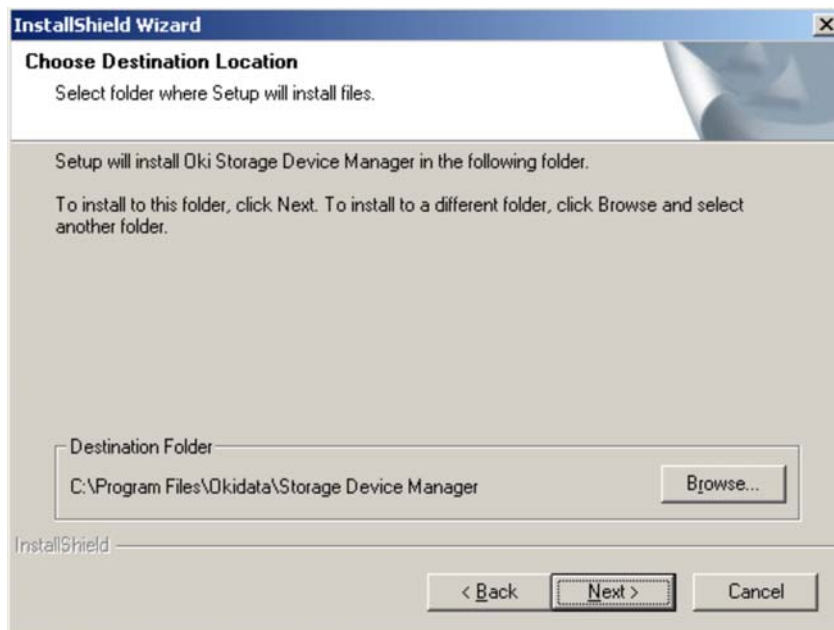 InstallShield Wizard
Choose Destination Location
Select folder where Setup will install files.
Setup will install Oki Storage Device Manager in the following folder.
To install to this folder, click Next. To install to a different folder, click Browse and select
another folder.
Destination Folder
C:\Program Files\Okidata\Storage Device Manager
Browse...
InstallShield
< Back
Next >
Cancel